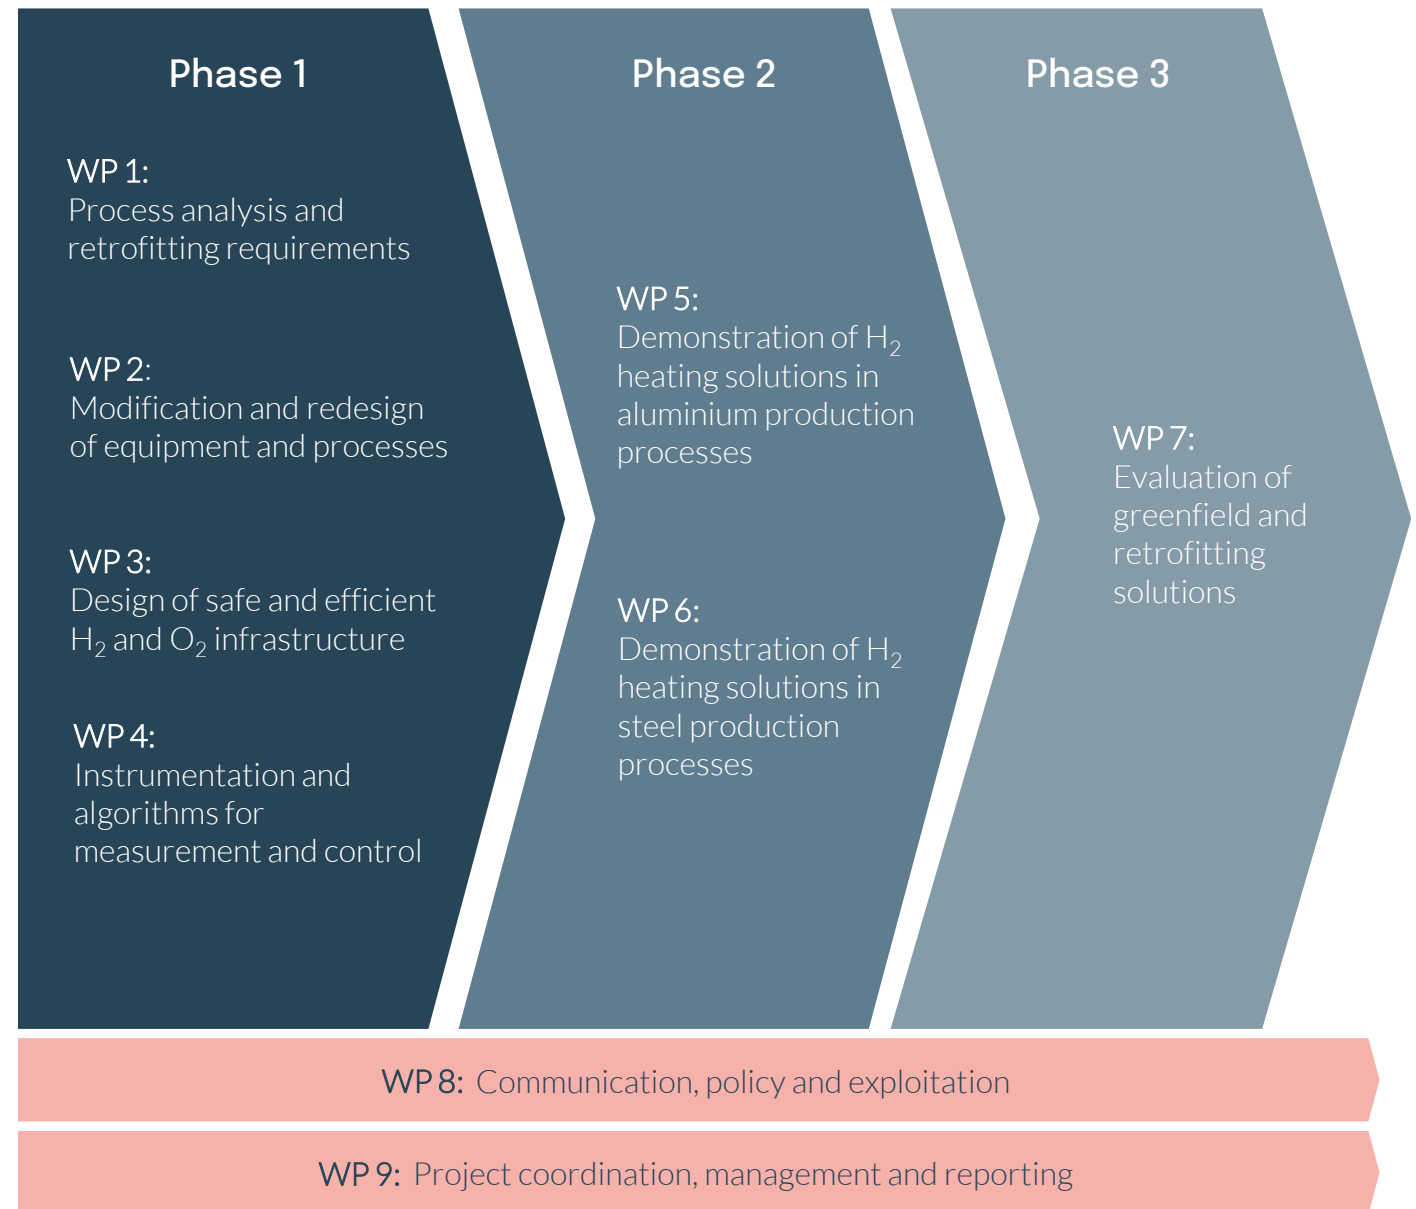 Phase 1
WP 1:
Process analysis and
retrofitting requirements
WP 2:
Modification and redesign
of equipment and processes
WP 3:
Design of safe and efficient
H₂ and O₂ infrastructure
WP 4:
Instrumentation and
algorithms for
measurement and control
Phase 2
WP 5:
Demonstration of H₂
heating solutions in
aluminium production
processes
WP 6:
Demonstration of H₂
heating solutions in
steel production
processes
Phase 3
WP 7:
Evaluation of
greenfield and
retrofitting
solutions
WP 8: Communication, policy and exploitation
WP 9: Project coordination, management and reporting